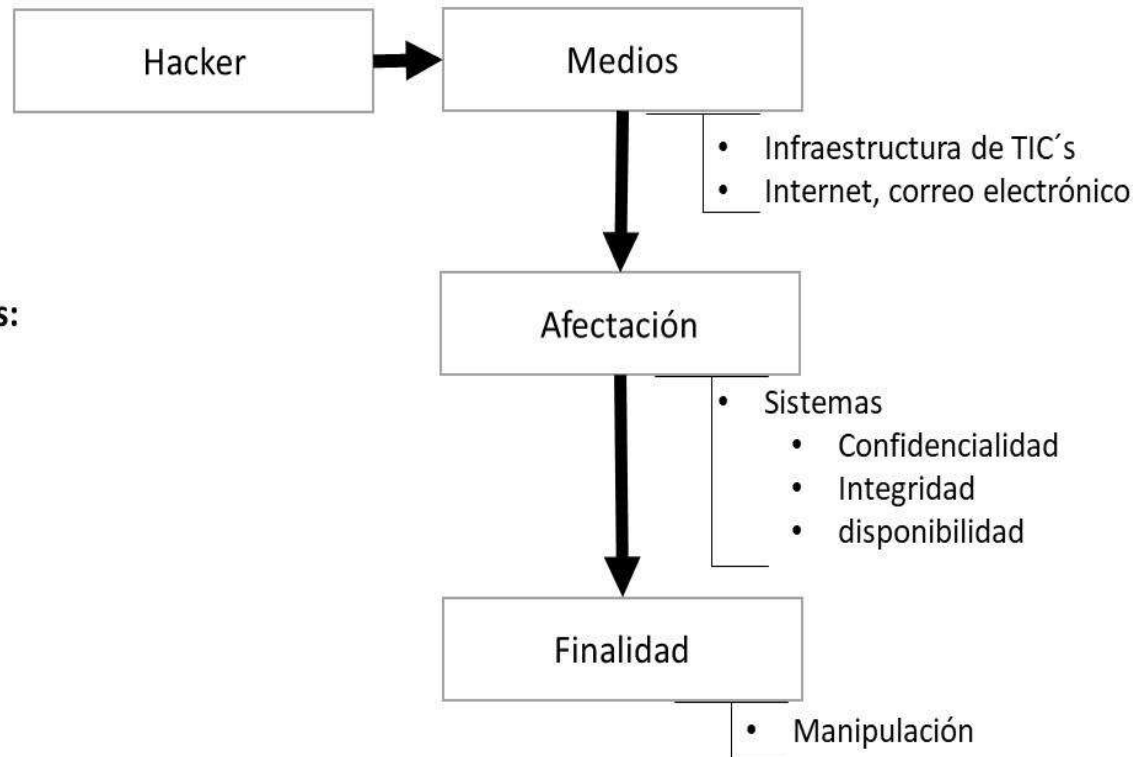 Hacker
Medios
• Infraestructura de TIC´s
• Internet, correo electrónico
s:
Afectación
• Sistemas
• Confidencialidad
• Integridad
• disponibilidad
Finalidad
• Manipulación